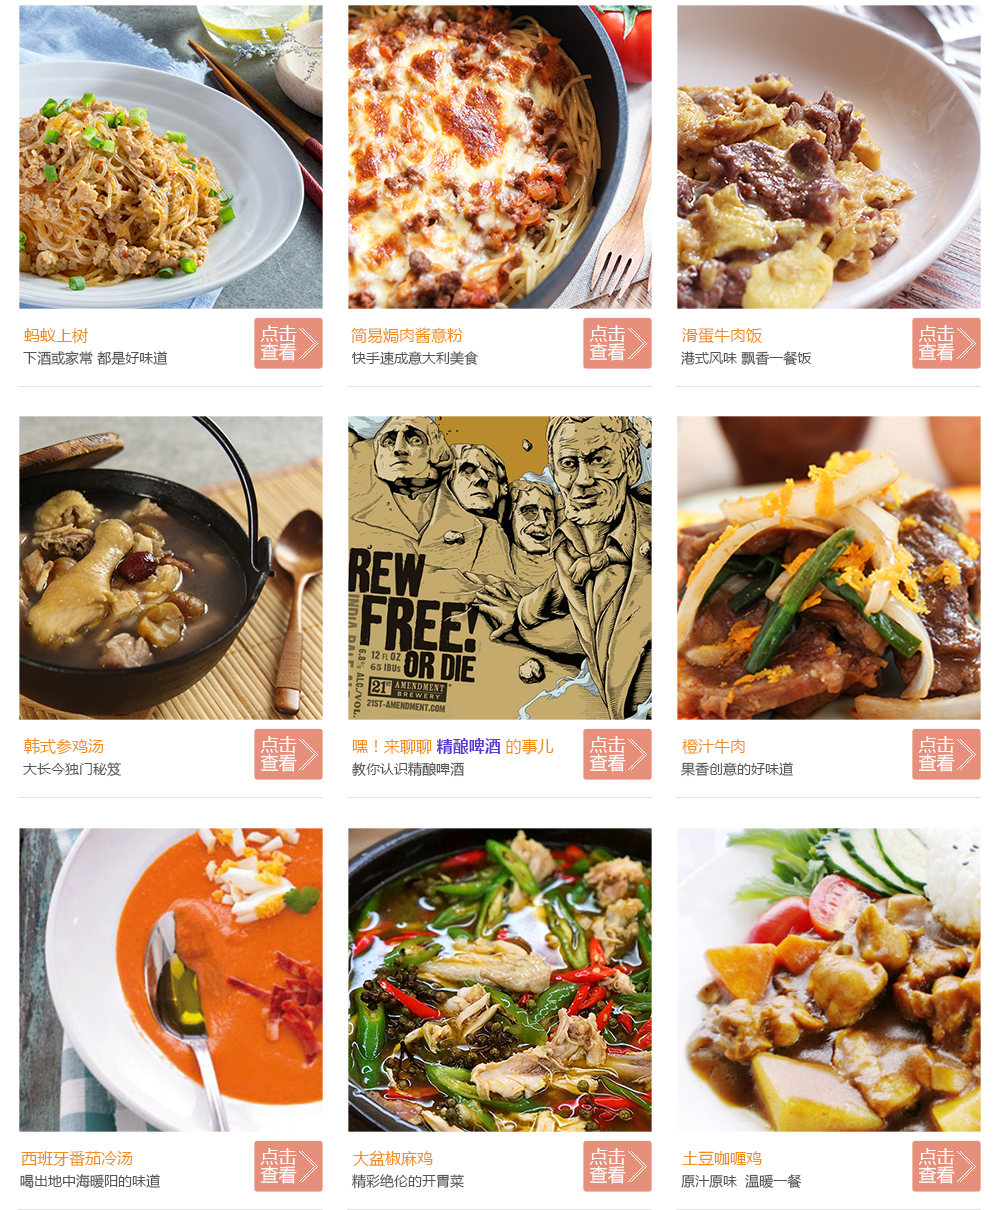 蚂蚁上树
下酒或家常 都是好味道
点击
查看
简易焗肉酱意粉
快手速成意大利美食
点击
查看
滑蛋牛肉饭
港式风味 飘香一餐饭
点击
查看
REW
FREE!
OR DIE
INDIA PALE ALE
6.8% ALC./VOL.
12 FL OZ
65 IBUs
21ST AMENDMENT
BREWERY
21ST-AMENDMENT.COM
韩式参鸡汤
大长今独门秘笈
点击
查看
嘿！来聊聊 精酿啤酒 的事儿
教你认识精酿啤酒
点击
查看
橙汁牛肉
果香创意的好味道
点击
查看
西班牙番茄冷汤
喝出地中海暖阳的味道
点击
查看
大盆椒麻鸡
精彩绝伦的开胃菜
点击
查看
土豆咖喱鸡
原汁原味 温暖一餐
点击
查看